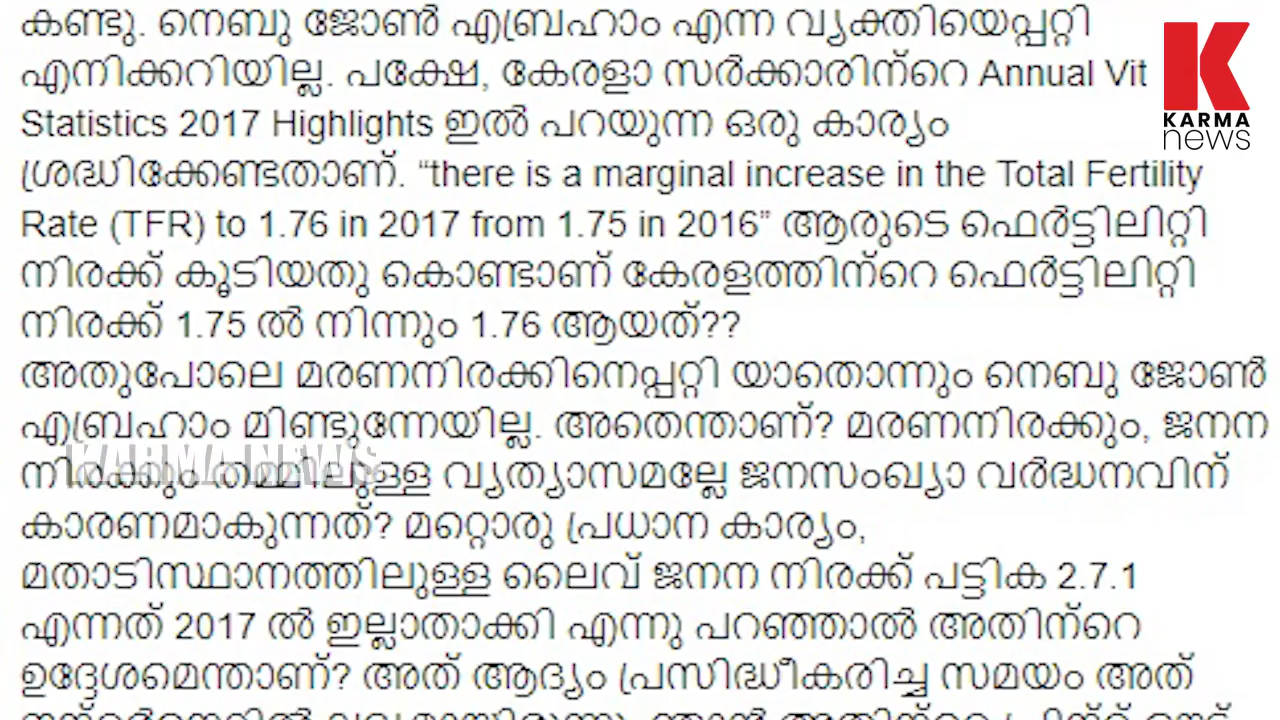 കണ്ടു. നെബു ജോൺ എബ്രഹാം എന്ന വ്യക്തിയെപ്പറ്റി
എനിക്കറിയില്ല. പക്ഷേ, കേരളാ സർക്കാരിന്റെ Annual Vit
Statistics 2017 Highlights ഇൽ പറയുന്ന ഒരു കാര്യം
ശ്രദ്ധിക്കേണ്ടതാണ്. “there is a marginal increase in the Total Fertility
Rate (TFR) to 1.76 in 2017 from 1.75 in 2016” ആരുടെ ഫെർട്ടിലിറ്റി
നിരക്ക് കൂടിയതു കൊണ്ടാണ് കേരളത്തിന്റെ ഫെർട്ടിലിറ്റി
നിരക്ക് 1.75 ൽ നിന്നും 1.76 ആയത്??
അതുപോലെ മരണനിരക്കിനെപ്പറ്റി യാതൊന്നും നെബു ജോൺ
എബ്രഹാം മിണ്ടുന്നേയില്ല. അതെന്താണ്? മരണനിരക്കും, ജനന
നിരക്കും തമ്മിലുള്ള വ്യത്യാസമല്ലേ ജനസംഖ്യാ വർദ്ധനവിന്
കാരണമാകുന്നത്? മറ്റൊരു പ്രധാന കാര്യം,
മതാടിസ്ഥാനത്തിലുള്ള ലൈവ് ജനന നിരക്ക് പട്ടിക 2.7.1
എന്നത് 2017 ൽ ഇല്ലാതാക്കി എന്നു പറഞ്ഞാൽ അതിന്റെ
ഉദ്ദേശമെന്താണ്? അത് ആദ്യം പ്രസിദ്ധീകരിച്ച സമയം അത്
KARMA
news
KARMA NEWS